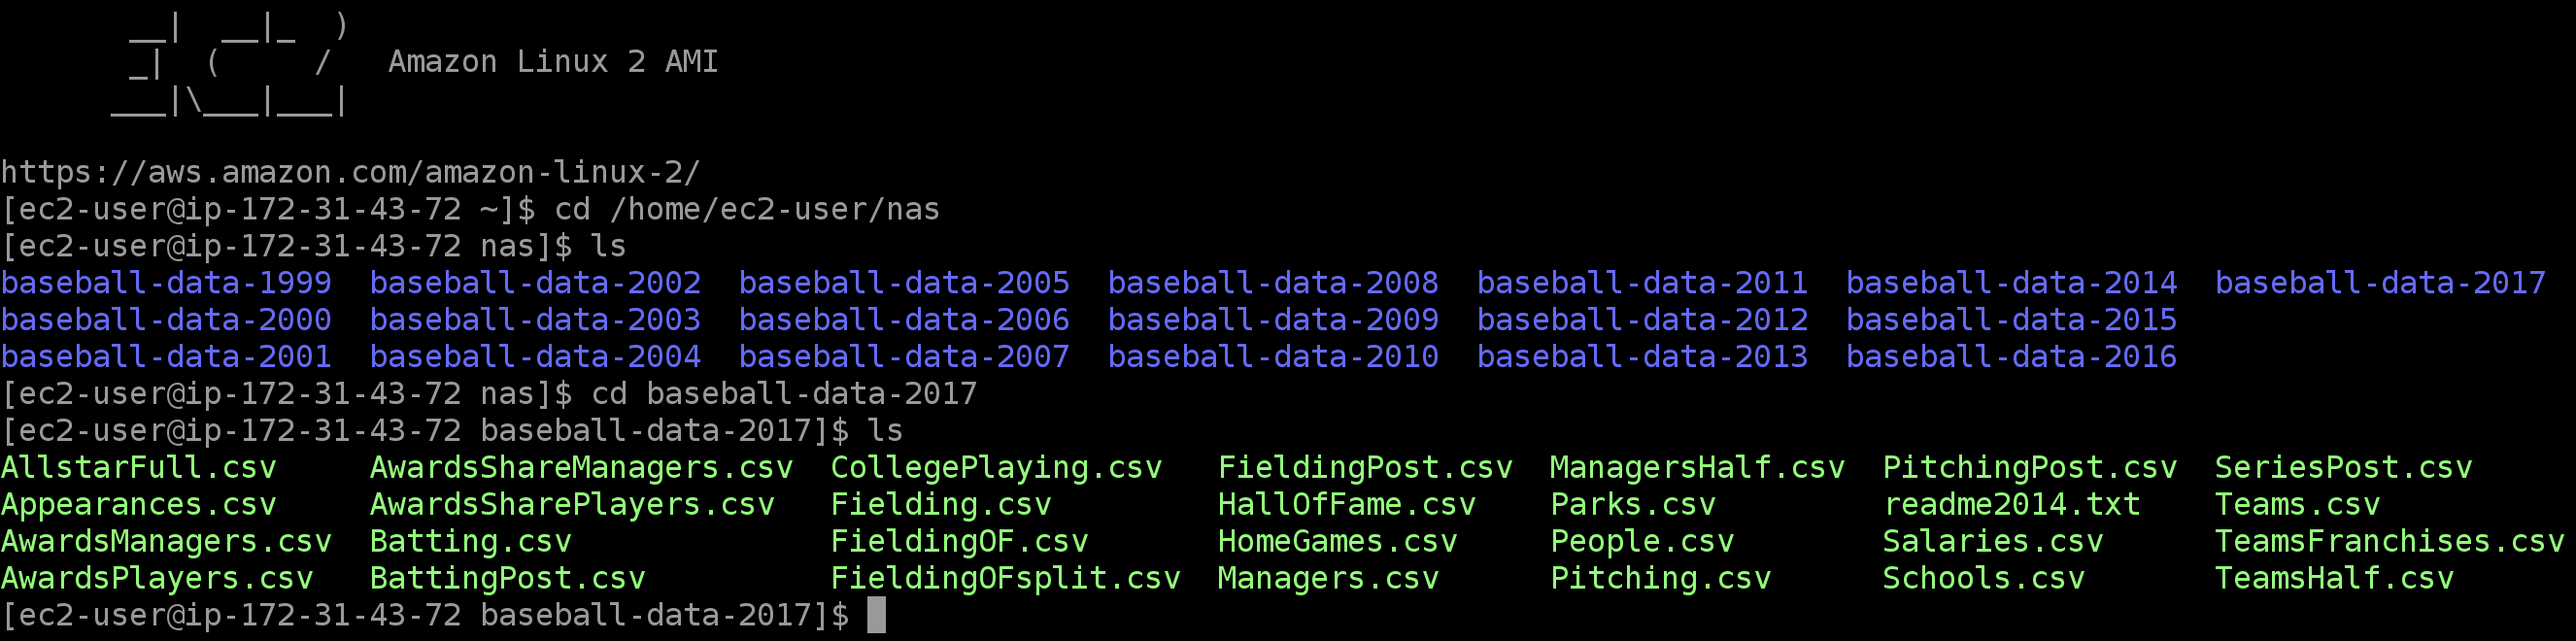 __|  __|_  )
       _|  (     /   Amazon Linux 2 AMI
      ___|\___|___|

https://aws.amazon.com/amazon-linux-2/
[ec2-user@ip-172-31-43-72 ~]$ cd /home/ec2-user/nas
[ec2-user@ip-172-31-43-72 nas]$ ls
baseball-data-1999  baseball-data-2002  baseball-data-2005  baseball-data-2008  baseball-data-2011  baseball-data-2014  baseball-data-2017
baseball-data-2000  baseball-data-2003  baseball-data-2006  baseball-data-2009  baseball-data-2012  baseball-data-2015
baseball-data-2001  baseball-data-2004  baseball-data-2007  baseball-data-2010  baseball-data-2013  baseball-data-2016
[ec2-user@ip-172-31-43-72 nas]$ cd baseball-data-2017
[ec2-user@ip-172-31-43-72 baseball-data-2017]$ ls
AllstarFull.csv     AwardsShareManagers.csv  CollegePlaying.csv   FieldingPost.csv  ManagersHalf.csv  PitchingPost.csv  SeriesPost.csv
Appearances.csv     AwardsSharePlayers.csv   Fielding.csv         HallOfFame.csv    Parks.csv         readme2014.txt    Teams.csv
AwardsManagers.csv  Batting.csv              FieldingOF.csv       HomeGames.csv     People.csv        Salaries.csv      TeamsFranchises.csv
AwardsPlayers.csv   BattingPost.csv          FieldingOFsplit.csv  Managers.csv      Pitching.csv      Schools.csv       TeamsHalf.csv
[ec2-user@ip-172-31-43-72 baseball-data-2017]$